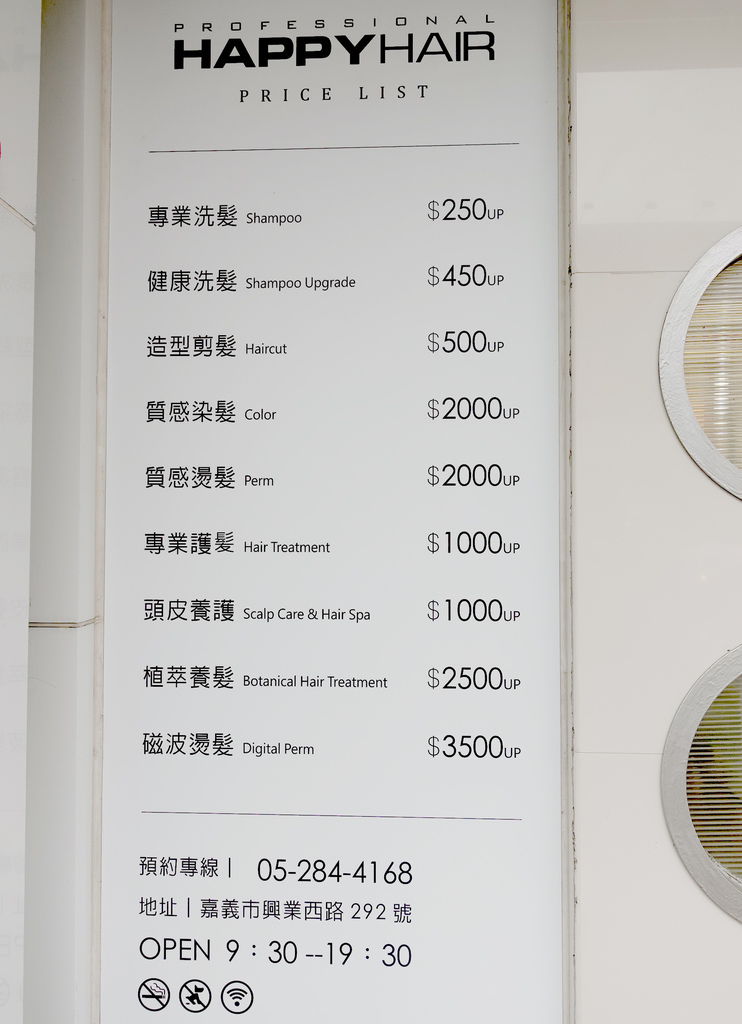 PROFESSIONAL
HAPPYHAIR
PRICE LIST
專業洗髮 Shampoo $250UP
健康洗髮 Shampoo Upgrade $450UP
造型剪髮 Haircut $500UP
質感染髮 Color $2000UP
質感燙髮 Perm $2000UP
專業護髪 Hair Treatment $1000UP
頭皮養護 Scalp Care & Hair Spa $1000UP
植萃養髮 Botanical Hair Treatment $2500UP
磁波燙髮 Digital Perm $3500UP
預約專線| 05-284-4168
地址|嘉義市興業西路 292 號
OPEN 9：30--19：30